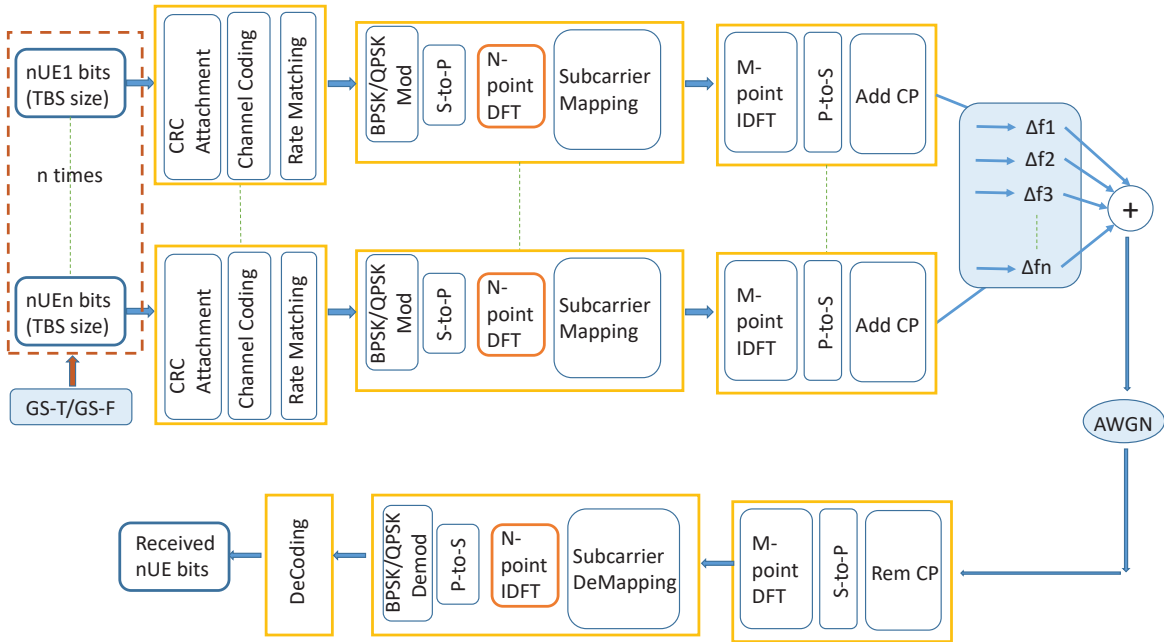 nUE1 bits
(TBS size)
n times
nUEn bits
(TBS size)
GS-T/GS-F
CRC
Attachment
Channel Coding
Rate Matching
BPSK/QPSK
Mod
S-to-P
N-
point
DFT
Subcarrier
Mapping
M-
point
IDFT
P-to-S
Add CP
CRC
Attachment
Channel Coding
Rate Matching
BPSK/QPSK
Mod
S-to-P
N-
point
DFT
Subcarrier
Mapping
M-
point
IDFT
P-to-S
Add CP
Δf1
Δf2
Δf3
Δfn
+
AWGN
Received
nUE bits
DeCoding
BPSK/QPSK
Demod
P-to-S
N-
point
IDFT
Subcarrier
DeMapping
M-
point
DFT
S-to-P
Rem CP